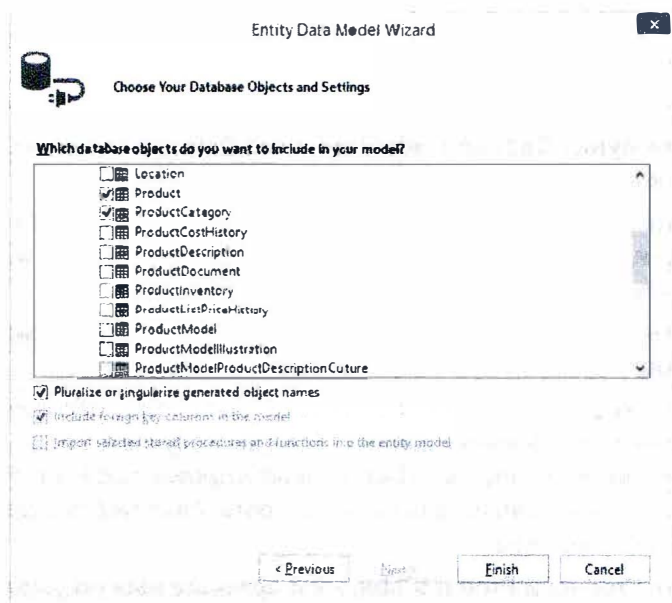 Entity Data Model Wizard
Choose Your Database Objects and Settings
Which database objects do you want to include in your model?
Location
Product
ProductCategory
ProductCostHistory
ProductDescription
ProductDocument
ProductInventory
ProductListPriceHistory
ProductModel
ProductModelIllustration
ProductModelProductDescriptionCuture
Pluralize or singularize generated object names
Include foreign key columns in the model
Import selected stored procedures and functions into the entity model
< Previous
Next >
Finish
Cancel